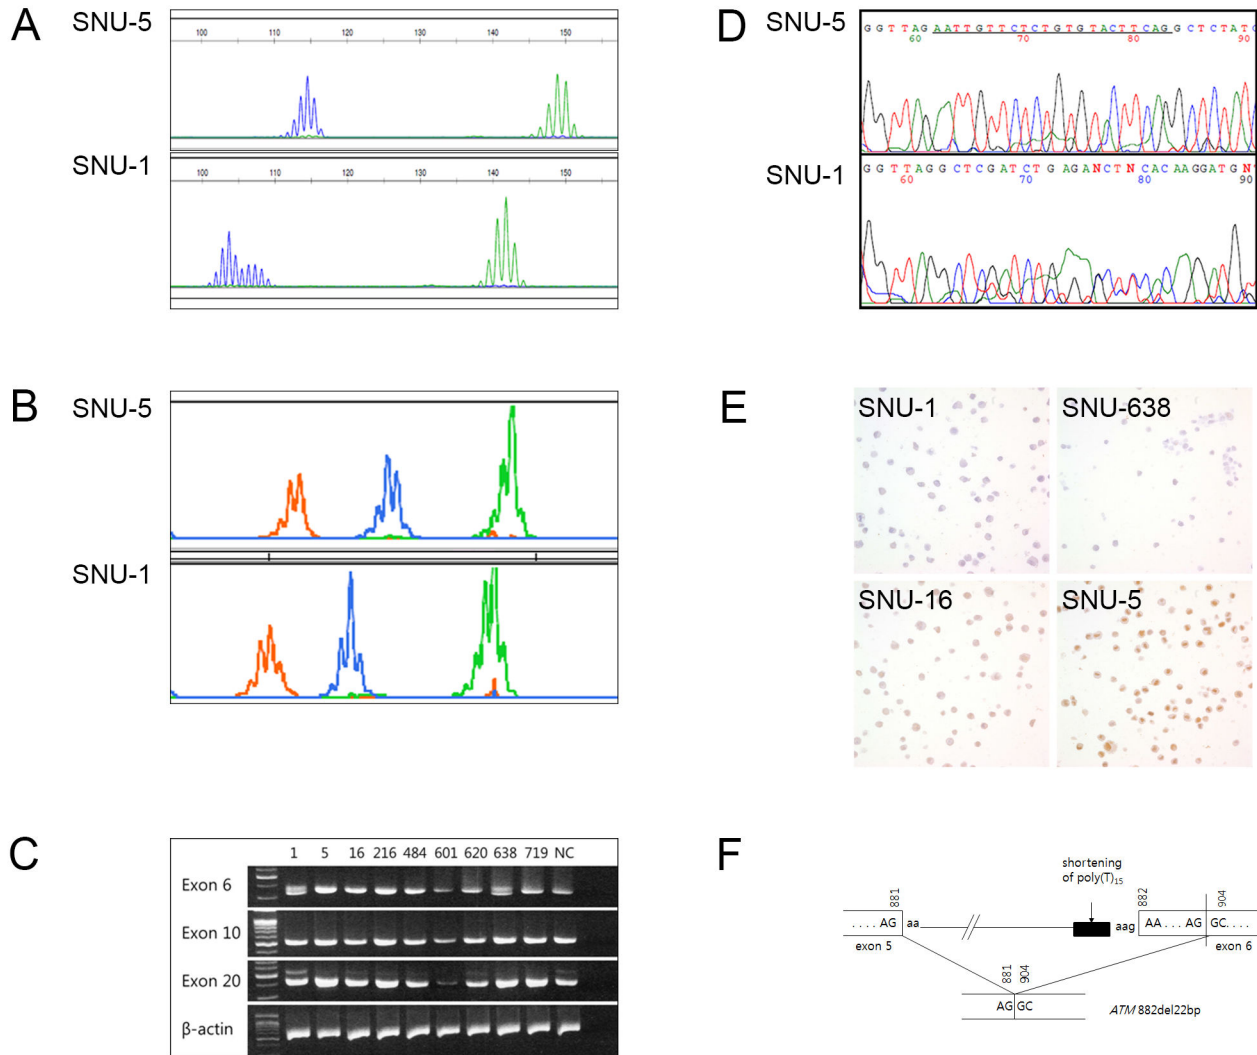 A
SNU-5
100 110 120 130 140 150
SNU-1
100 110 120 130 140 150
B
SNU-5
SNU-1
C
1 5 16 216 484 601 620 638 719 NC
Exon 6
Exon 10
Exon 20
β-actin
D
SNU-5
GGTTAGAATTGTTCTCTGTGTACTTCAGGCTCTATC
60 70 80 90
SNU-1
GGTTAGGCTCGATCTGAGANCTNCACAAGGATGN
60 70 80 90
E
SNU-1
SNU-638
SNU-16
SNU-5
F
shortening
of poly(T)15
881
882
904
.... AG
aa
aag
AA... AG
GC....
exon 5
exon 6
881
904
AG GC
ATM 882del22bp